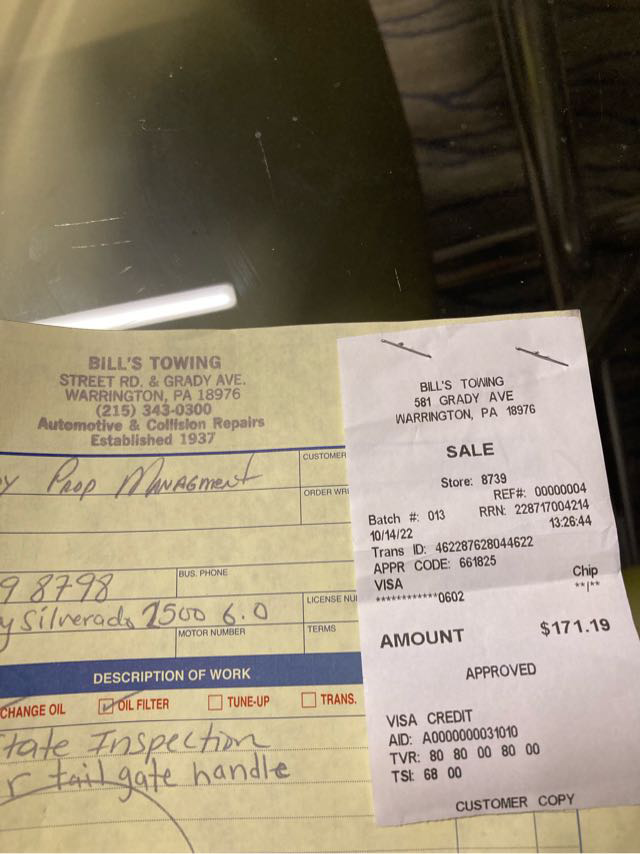 BILL'S TOWING
STREET RD. & GRADY AVE.
WARRINGTON, PA 18976
(215) 343-0300
Automotive & Collision Repairs
Established 1937
CUSTOMER
y Prop Managment
ORDER WRI
9 8798
BUS. PHONE
y Silverado 2500 6.0
LICENSE NU
MOTOR NUMBER
TERMS
DESCRIPTION OF WORK
CHANGE OIL
OIL FILTER
TUNE-UP
TRANS.
tate Inspection
r tailgate handle
BILL'S TOWING
581 GRADY AVE
WARRINGTON, PA 18976
SALE
Store: 8739
REF#: 00000004
Batch #: 013
RRN: 228717004214
10/14/22
13:26:44
Trans ID: 462287628044622
APPR CODE: 661825
VISA
Chip
************0602
**/**
AMOUNT
$171.19
APPROVED
VISA CREDIT
AID: A0000000031010
TVR: 80 80 00 80 00
TSI: 68 00
CUSTOMER COPY